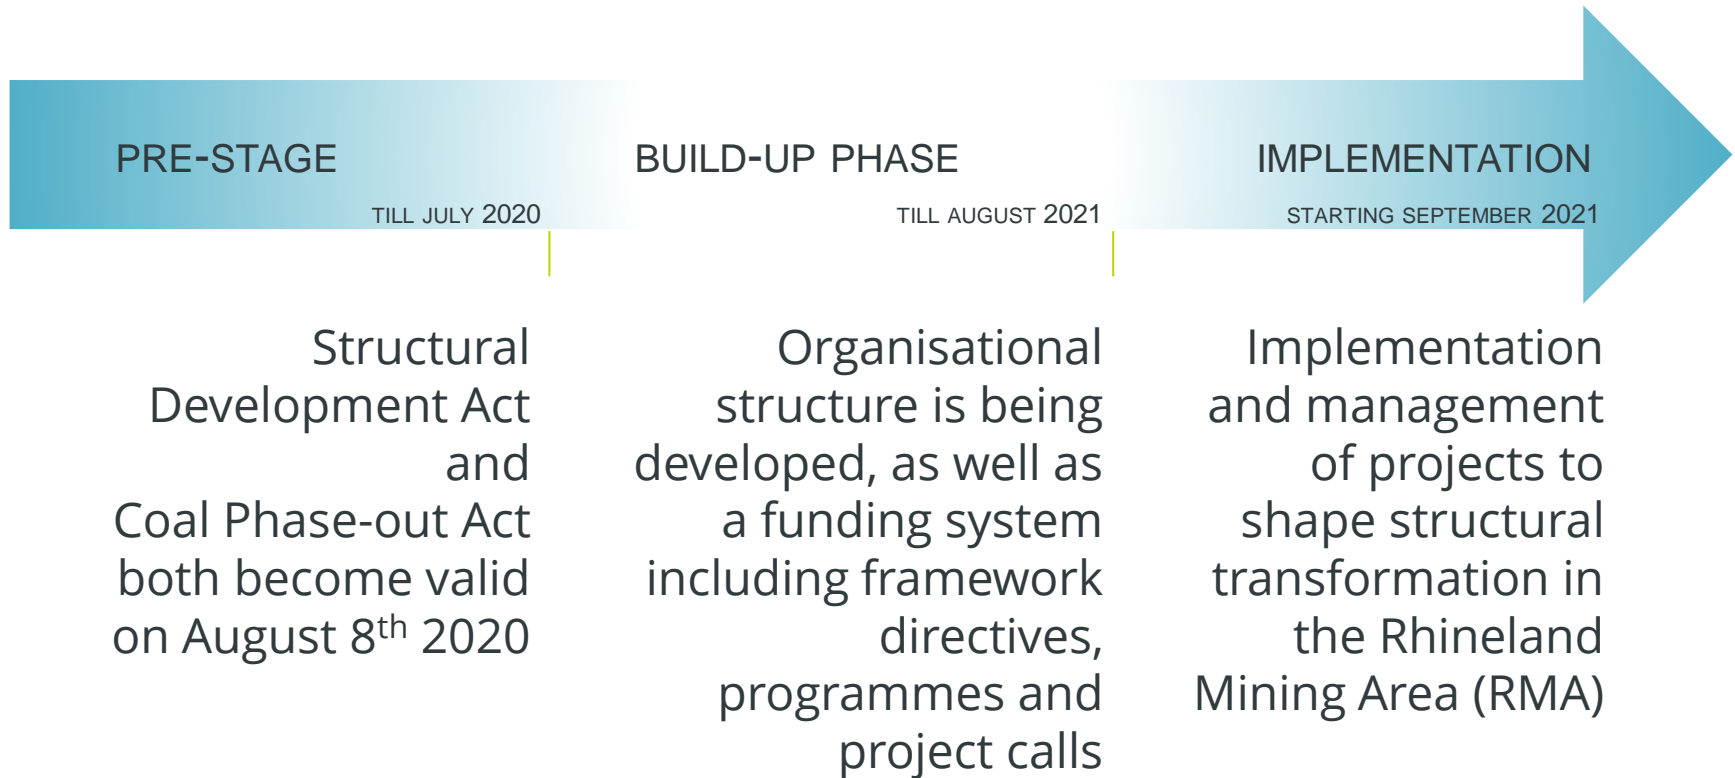 PRE-STAGE
TILL JULY 2020
Structural
Development Act
and
Coal Phase-out Act
both become valid
on August 8th 2020
BUILD-UP PHASE
TILL AUGUST 2021
Organisational
structure is being
developed, as well as
a funding system
including framework
directives,
programmes and
project calls
IMPLEMENTATION
STARTING SEPTEMBER 2021
Implementation
and management
of projects to
shape structural
transformation in
the Rhineland
Mining Area (RMA)